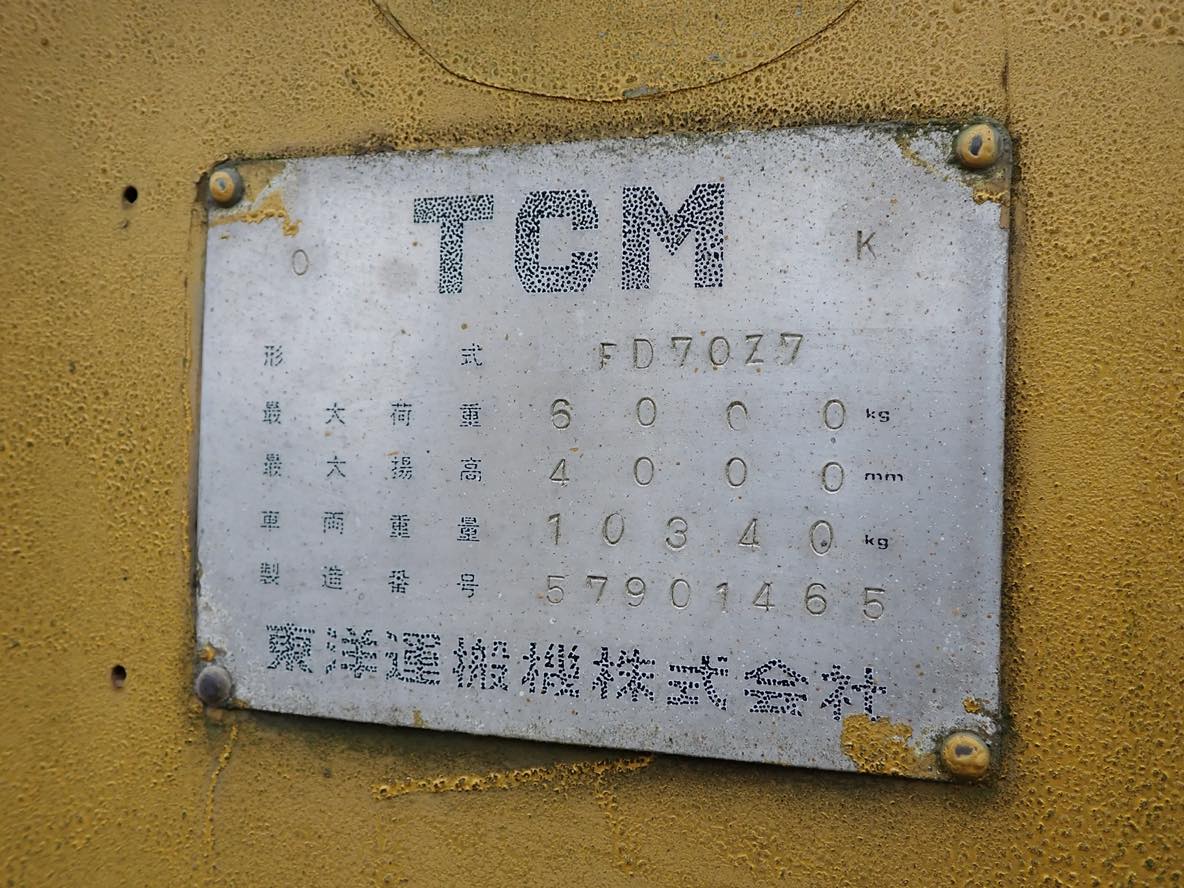 TCM
O K
形式 FD70Z7
最大荷重 6000 kg
最大揚高 4000 mm
車両重量 10340 kg
製造番号 57901465
東洋運搬機株式会社